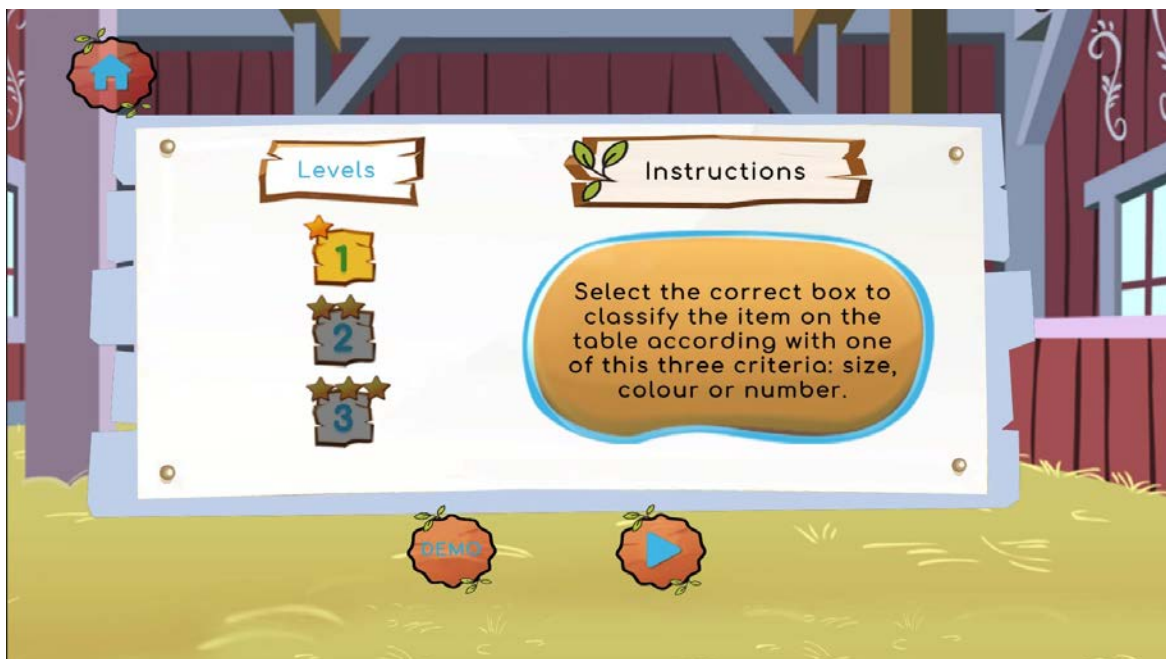 Levels
1
2
3
Instructions
Select the correct box to
classify the item on the
table according with one
of this three criteria: size,
colour or number.
DEMO